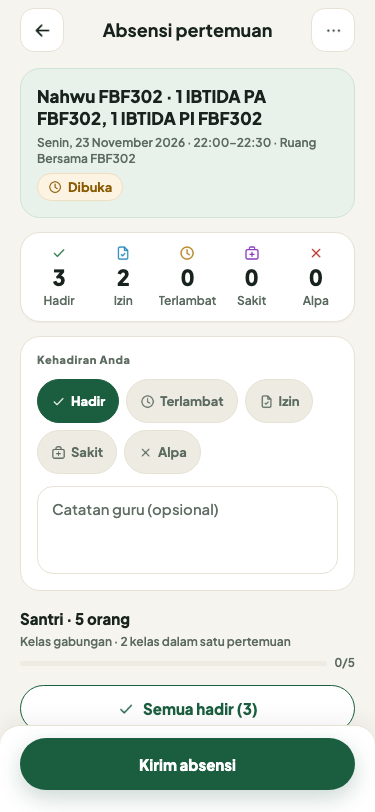 Absensi pertemuan
Nahwu FBF302 · 1 IBTIDA PA
FBF302, 1 IBTIDA PI FBF302
Senin, 23 November 2026 · 22:00–22:30 · Ruang
Bersama FBF302
Dibuka
3 2 0 0 0
Hadir Izin Terlambat Sakit Alpa
Kehadiran Anda
Hadir Terlambat Izin
Sakit Alpa
Catatan guru (opsional)
Santri · 5 orang
Kelas gabungan · 2 kelas dalam satu pertemuan
0/5
Semua hadir (3)
Kirim absensi